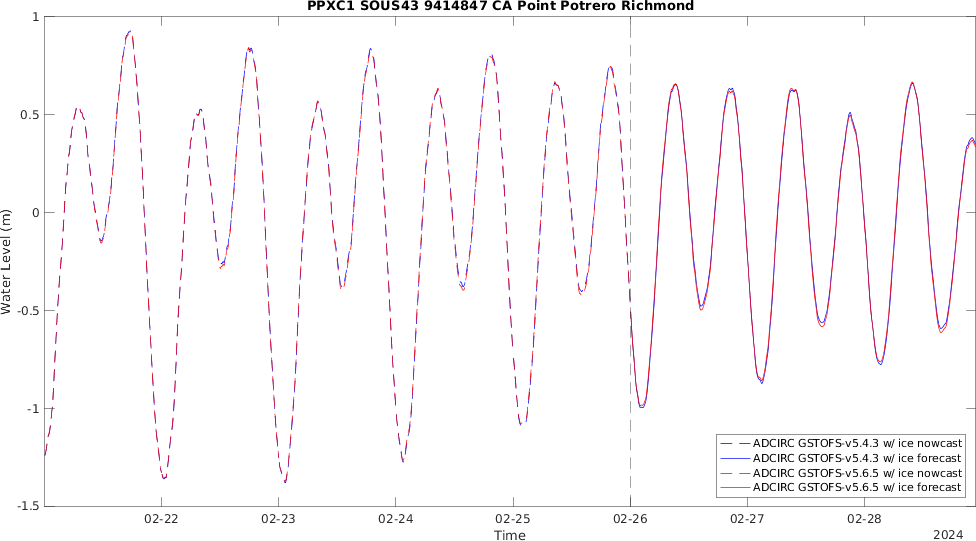 PPXC1 SOUS43 9414847 CA Point Potrero Richmond
1
0.5
0
-0.5
-1
-1.5
Water Level (m)
02-22
02-23
02-24
02-25
02-26
02-27
02-28
Time
2024
ADCIRC GSTOFS-v5.4.3 w/ ice nowcast
ADCIRC GSTOFS-v5.4.3 w/ ice forecast
ADCIRC GSTOFS-v5.6.5 w/ ice nowcast
ADCIRC GSTOFS-v5.6.5 w/ ice forecast